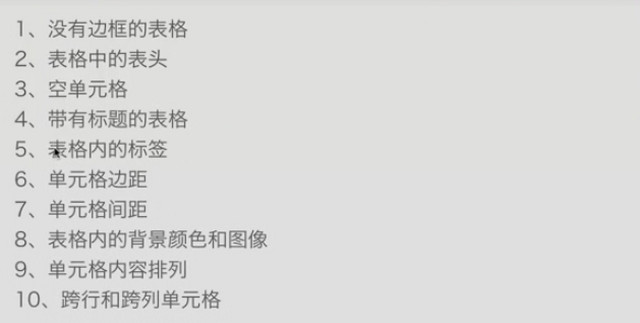 1、没有边框的表格
2、表格中的表头
3、空单元格
4、带有标题的表格
5、表格内的标签
6、单元格边距
7、单元格间距
8、表格内的背景颜色和图像
9、单元格内容排列
10、跨行和跨列单元格